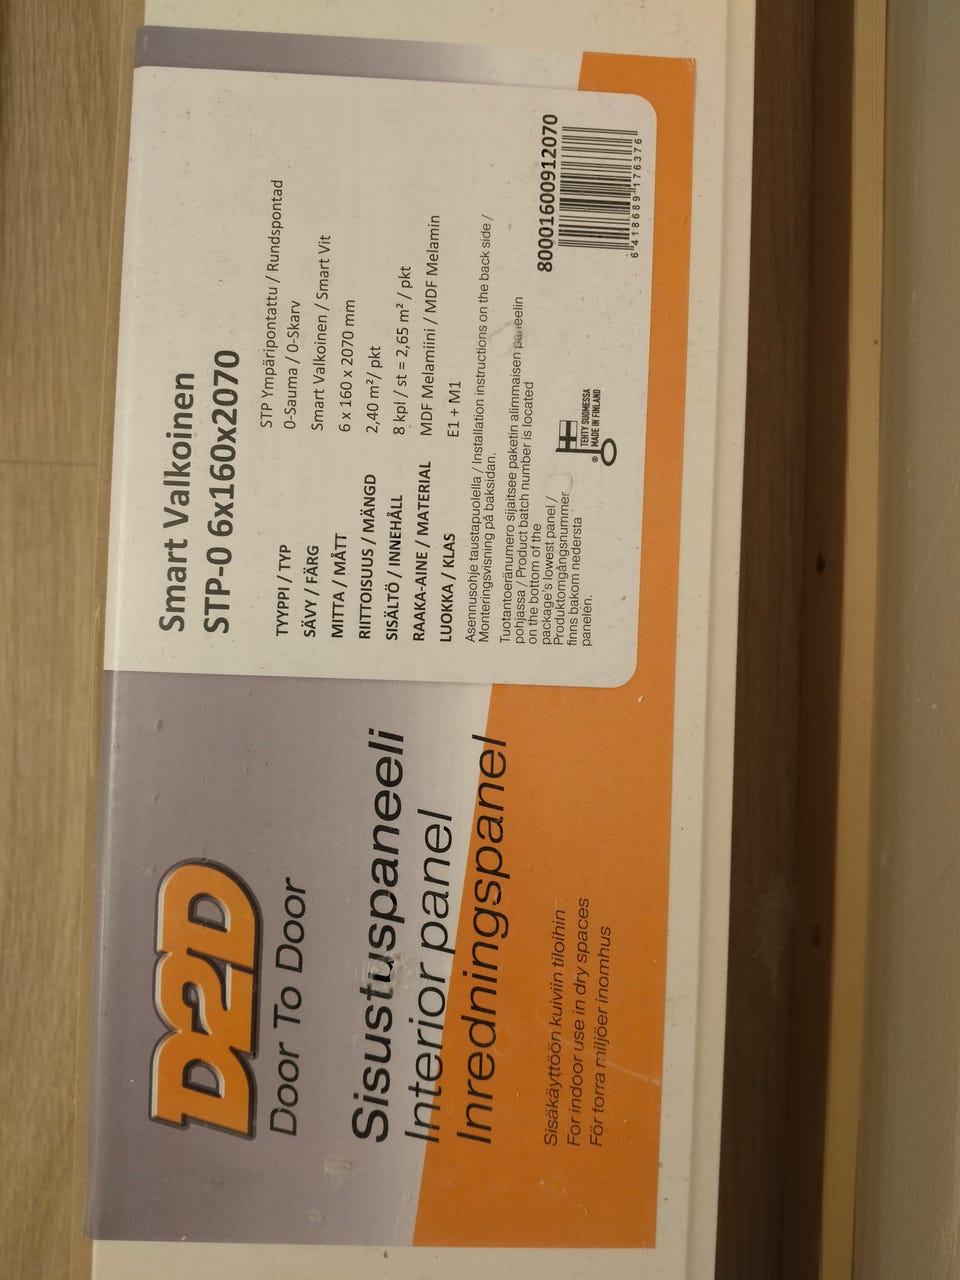 D2D
Door To Door
Sisustuspaneeli
Interior panel
Inredningspanel
Sisäkäyttöön kuiviin tiloihin
For indoor use in dry spaces
För torra miljöer inomhus
Smart Valkoinen
STP-0 6x160x2070
TYYPPI / TYP STP Ympäripontattu / Rundspontad
0-Sauma / 0-Skarv
SÄVY / FÄRG Smart Valkoinen / Smart Vit
MITTA / MÅTT 6 x 160 x 2070 mm
RIITTOISUUS / MÄNGD 2,40 m²/ pkt
SISÄLTÖ / INNEHÅLL 8 kpl / st = 2,65 m² / pkt
RAAKA-AINE / MATERIAL MDF Melamiini / MDF Melamin
LUOKKA / KLAS E1 + M1
Asennusohje taustapuolella / Installation instructions on the back side /
Monteringsvisning på baksidan.
Tuotantoeränumero sijaitsee paketin alimmaisen paneelin
pohjassa / Product batch number is located
on the bottom of the
package's lowest panel /
Produktomgångsnummer
finns bakom nedersta
panelen.
® TEHTY SUOMESSA
MADE IN FINLAND
80001600912070
6 418689 176376